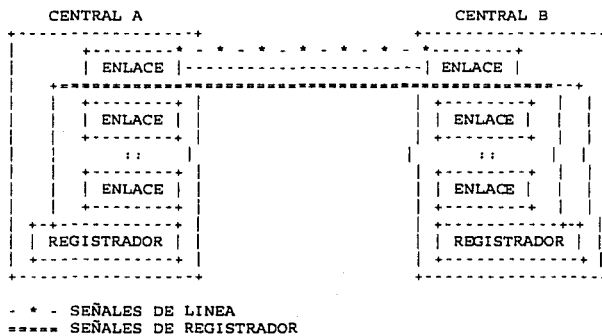 CENTRAL A CENTRAL B
ENLACE ENLACE
ENLACE ENLACE
:: ::
ENLACE ENLACE
REGISTRADOR REGISTRADOR
- * - SEÑALES DE LINEA
===== SEÑALES DE REGISTRADOR